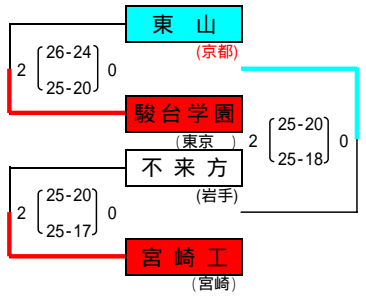 東 山
(京都)
26-24
2 0
25-20
駿台学園
(東京 )
25-20
2 0
25-18
不来方
(岩手)
25-20
2 0
25-17
宮崎工
(宮崎)